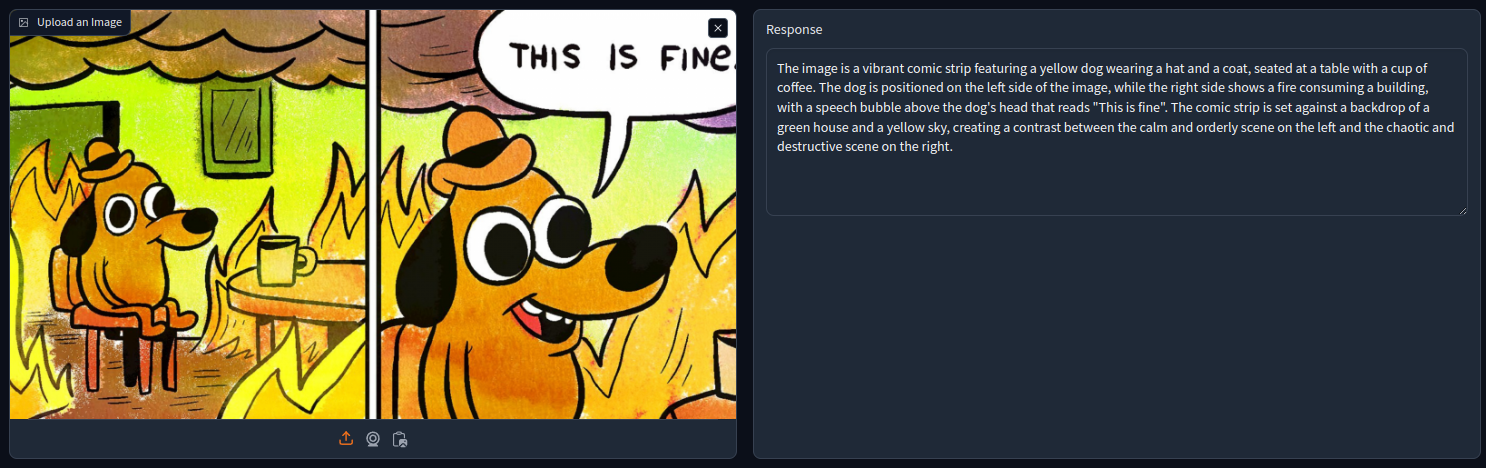 Upload an Image
THIS IS FINE.
Response
The image is a vibrant comic strip featuring a yellow dog wearing a hat and a coat, seated at a table with a cup of
coffee. The dog is positioned on the left side of the image, while the right side shows a fire consuming a building,
with a speech bubble above the dog's head that reads "This is fine". The comic strip is set against a backdrop of a
green house and a yellow sky, creating a contrast between the calm and orderly scene on the left and the chaotic and
destructive scene on the right.